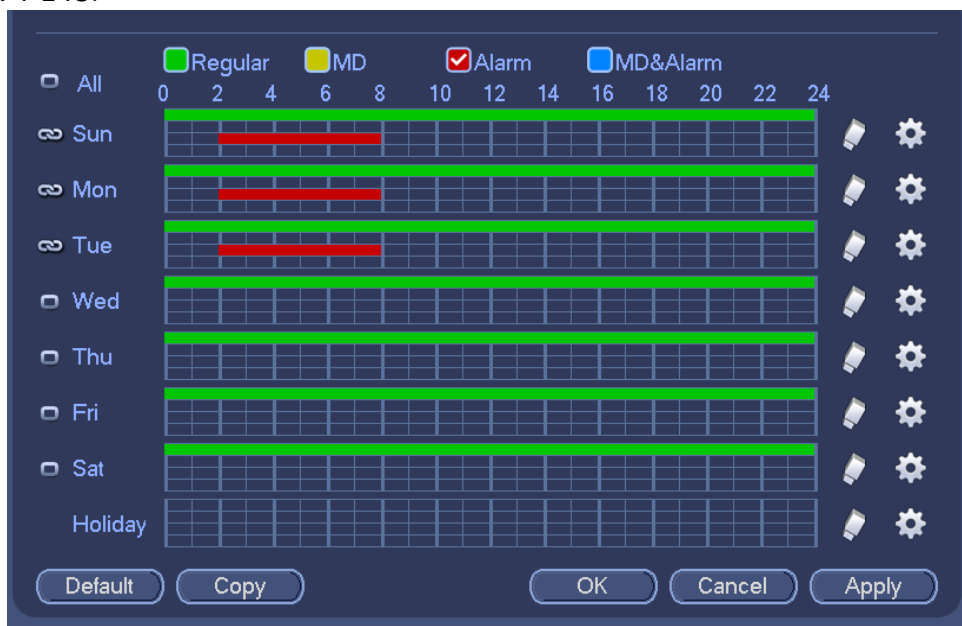 Regular MD Alarm MD&Alarm
All
0 2 4 6 8 10 12 14 16 18 20 22 24
Sun
Mon
Tue
Wed
Thu
Fri
Sat
Holiday
Default Copy OK Cancel Apply